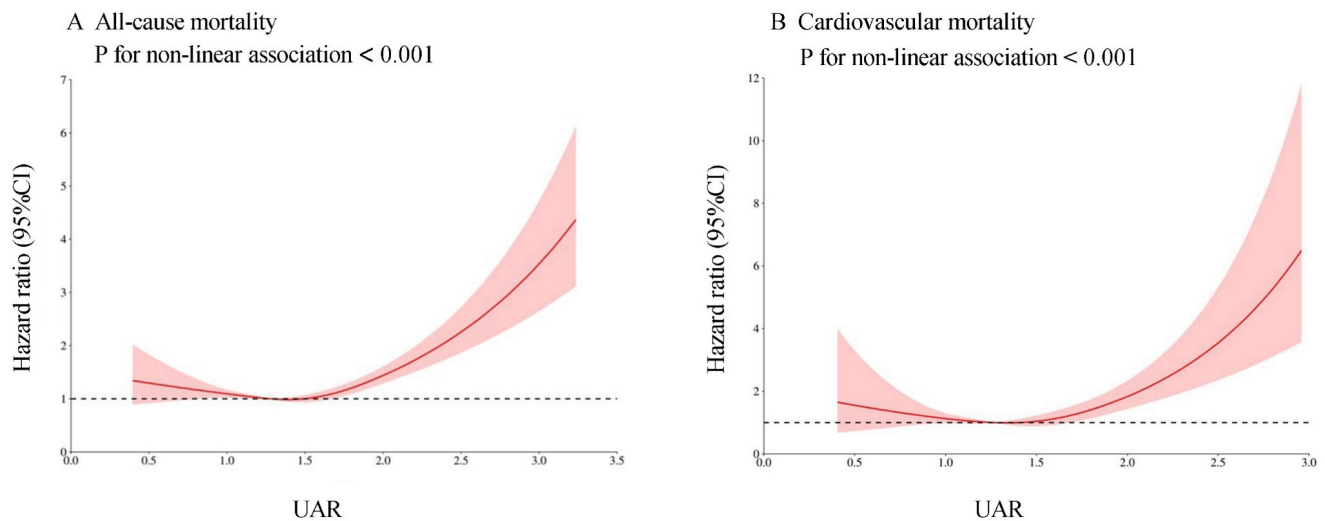 A All-cause mortality
P for non-linear association < 0.001
Hazard ratio (95%CI)
7
6
5
4
3
2
1
0
0.0 0.5 1.0 1.5 2.0 2.5 3.0 3.5
UAR
B Cardiovascular mortality
P for non-linear association < 0.001
Hazard ratio (95%CI)
12
10
8
6
4
2
0
0.0 0.5 1.0 1.5 2.0 2.5 3.0
UAR